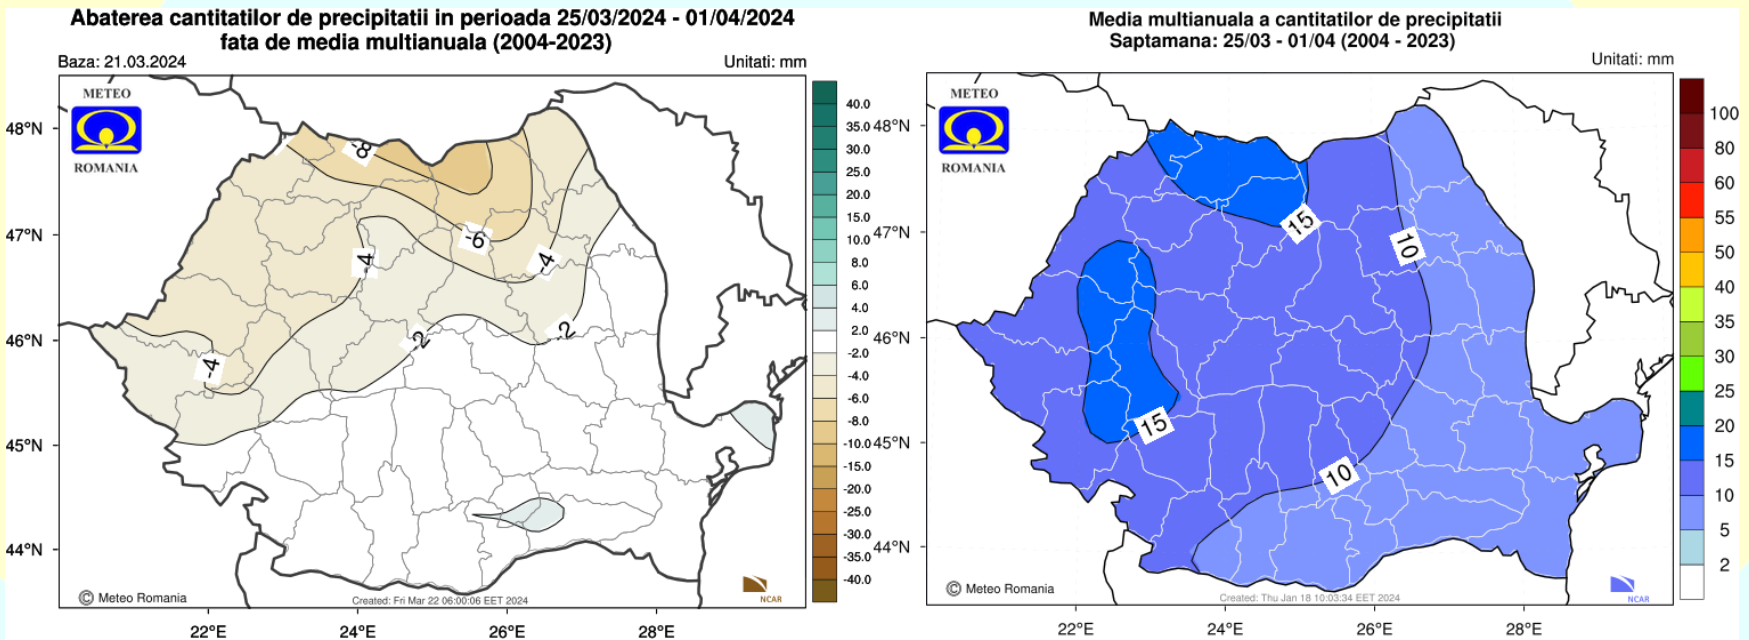 Abaterea cantitatilor de precipitatii in perioada 25/03/2024 - 01/04/2024
fata de media multianuala (2004-2023)
Baza: 21.03.2024
Unitati: mm
METEO
ROMANIA
48°N
47°N
46°N
45°N
44°N
22°E
24°E
26°E
28°E
-8
-6
-4
-4
-4
-2
-2
40.0
35.0
30.0
25.0
20.0
15.0
10.0
8.0
6.0
4.0
2.0
-2.0
-4.0
-6.0
-8.0
-10.0
-15.0
-20.0
-25.0
-30.0
-35.0
-40.0
© Meteo Romania
Created: Fri Mar 22 06:00:06 EET 2024
NCAR
Media multianuala a cantitatilor de precipitatii
Saptamana: 25/03 - 01/04 (2004 - 2023)
Unitati: mm
METEO
ROMANIA
48°N
47°N
46°N
45°N
44°N
22°E
24°E
26°E
28°E
15
10
15
10
100
80
60
55
50
40
35
30
25
20
15
10
5
2
© Meteo Romania
Created: Thu Jan 18 10:03:34 EET 2024
NCAR